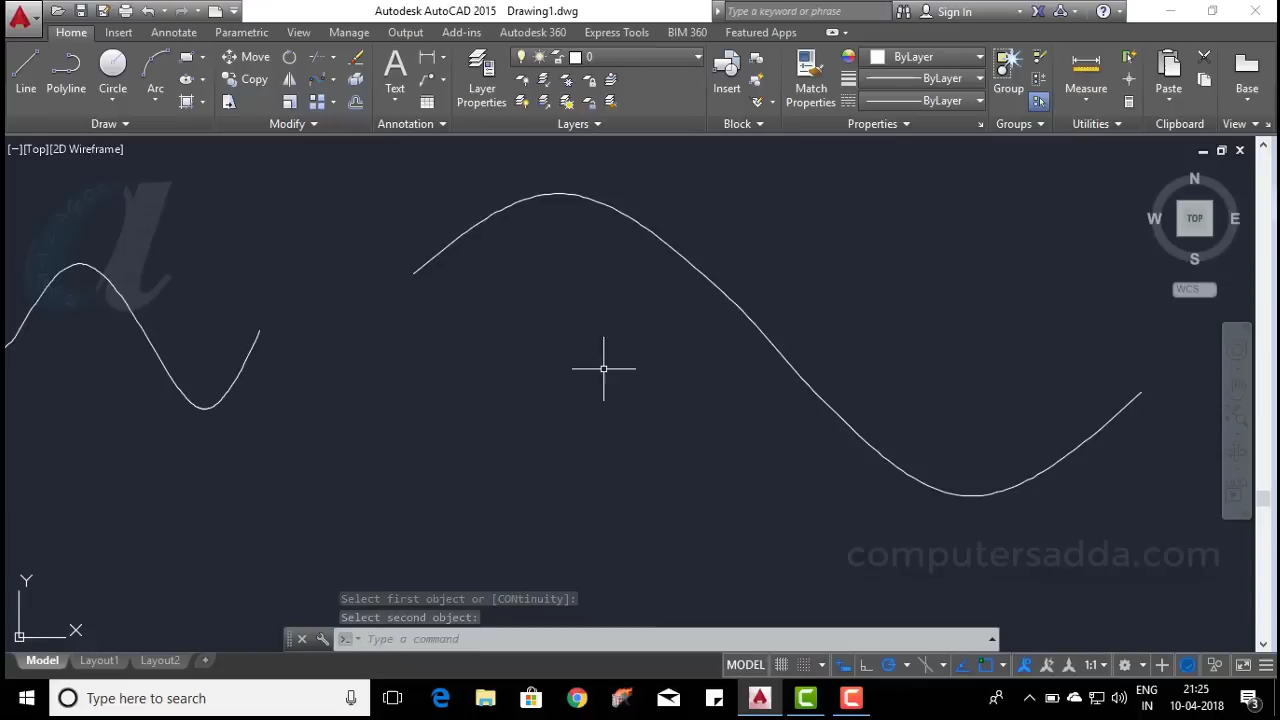 Autodesk AutoCAD 2015 Drawing1.dwg
Type a keyword or phrase
Sign In
Home Insert Annotate Parametric View Manage Output Add-ins Autodesk 360 Express Tools BIM 360 Featured Apps
Line Polyline Circle Arc
Move
Copy
Text
Layer
Properties
0
Insert
Match
Properties
ByLayer
ByLayer
ByLayer
Group
Measure
Paste
Base
Draw Modify Annotation Layers Block Properties Groups Utilities Clipboard View
[−][Top][2D Wireframe]
N
W TOP E
S
WCS
computersadda.com
Y
X
Select first object or [CONtinuity]:
Select second object:
Type a command
Model Layout1 Layout2 +
MODEL 1:1
Type here to search
ENG
IN
21:25
10-04-2018
3